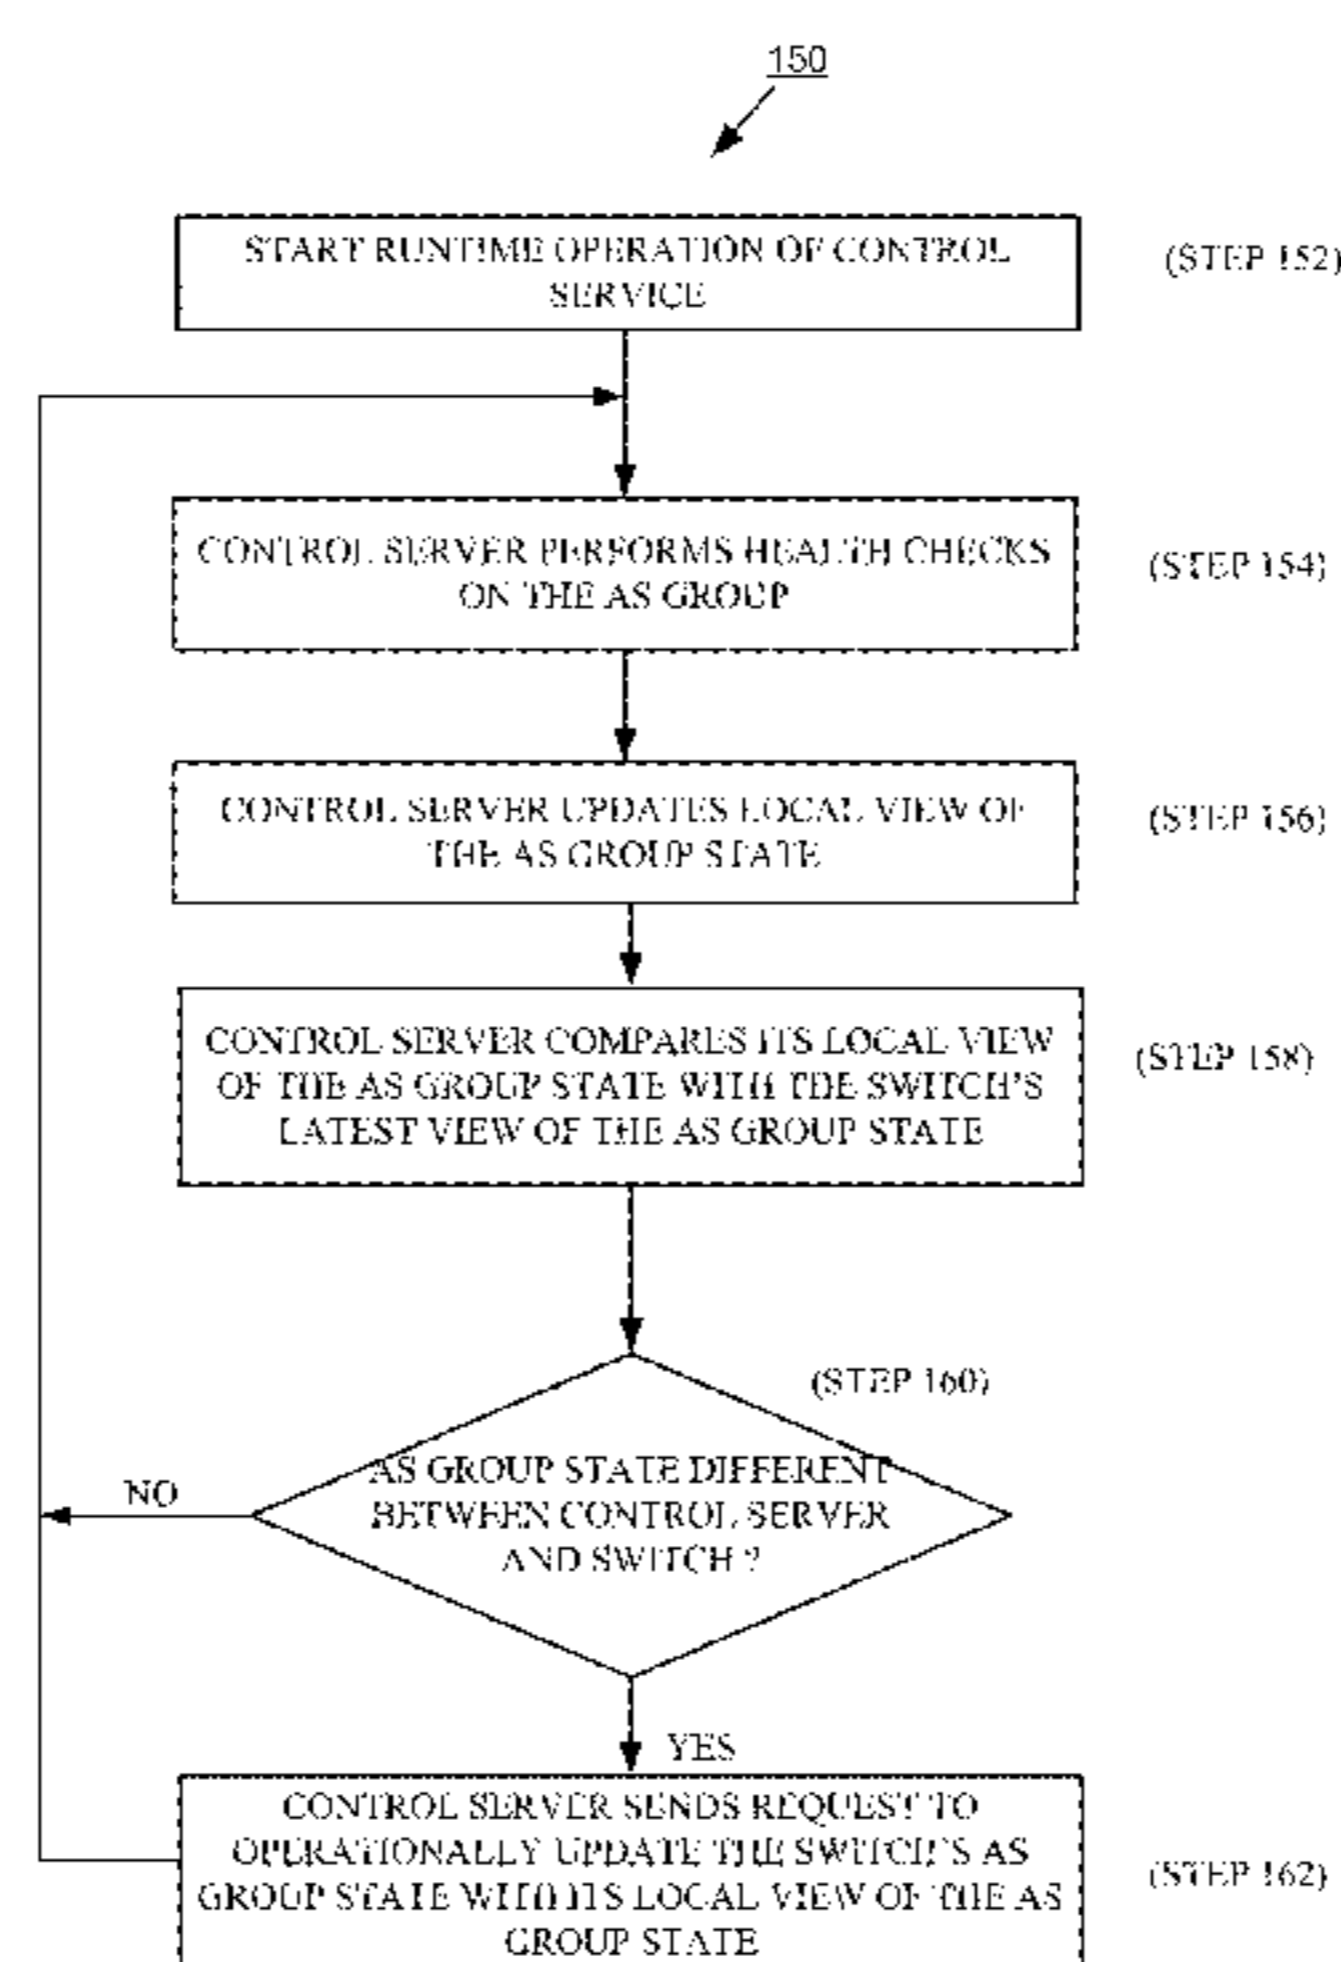 150
START RUNTIME OPERATION OF CONTROL
SERVICE
(STEP 152)
CONTROL SERVER PERFORMS HEALTH CHECKS
ON THE AS GROUP
(STEP 154)
CONTROL SERVER UPDATES LOCAL VIEW OF
THE AS GROUP STATE
(STEP 156)
CONTROL SERVER COMPARES ITS LOCAL VIEW
OF THE AS GROUP STATE WITH THE SWITCH'S
LATEST VIEW OF THE AS GROUP STATE
(STEP 158)
(STEP 160)
AS GROUP STATE DIFFERENT
BETWEEN CONTROL SERVER
AND SWITCH ?
NO
YES
CONTROL SERVER SENDS REQUEST TO
OPERATIONALLY UPDATE THE SWITCH'S AS
GROUP STATE WITH ITS LOCAL VIEW OF THE AS
GROUP STATE
(STEP 162)